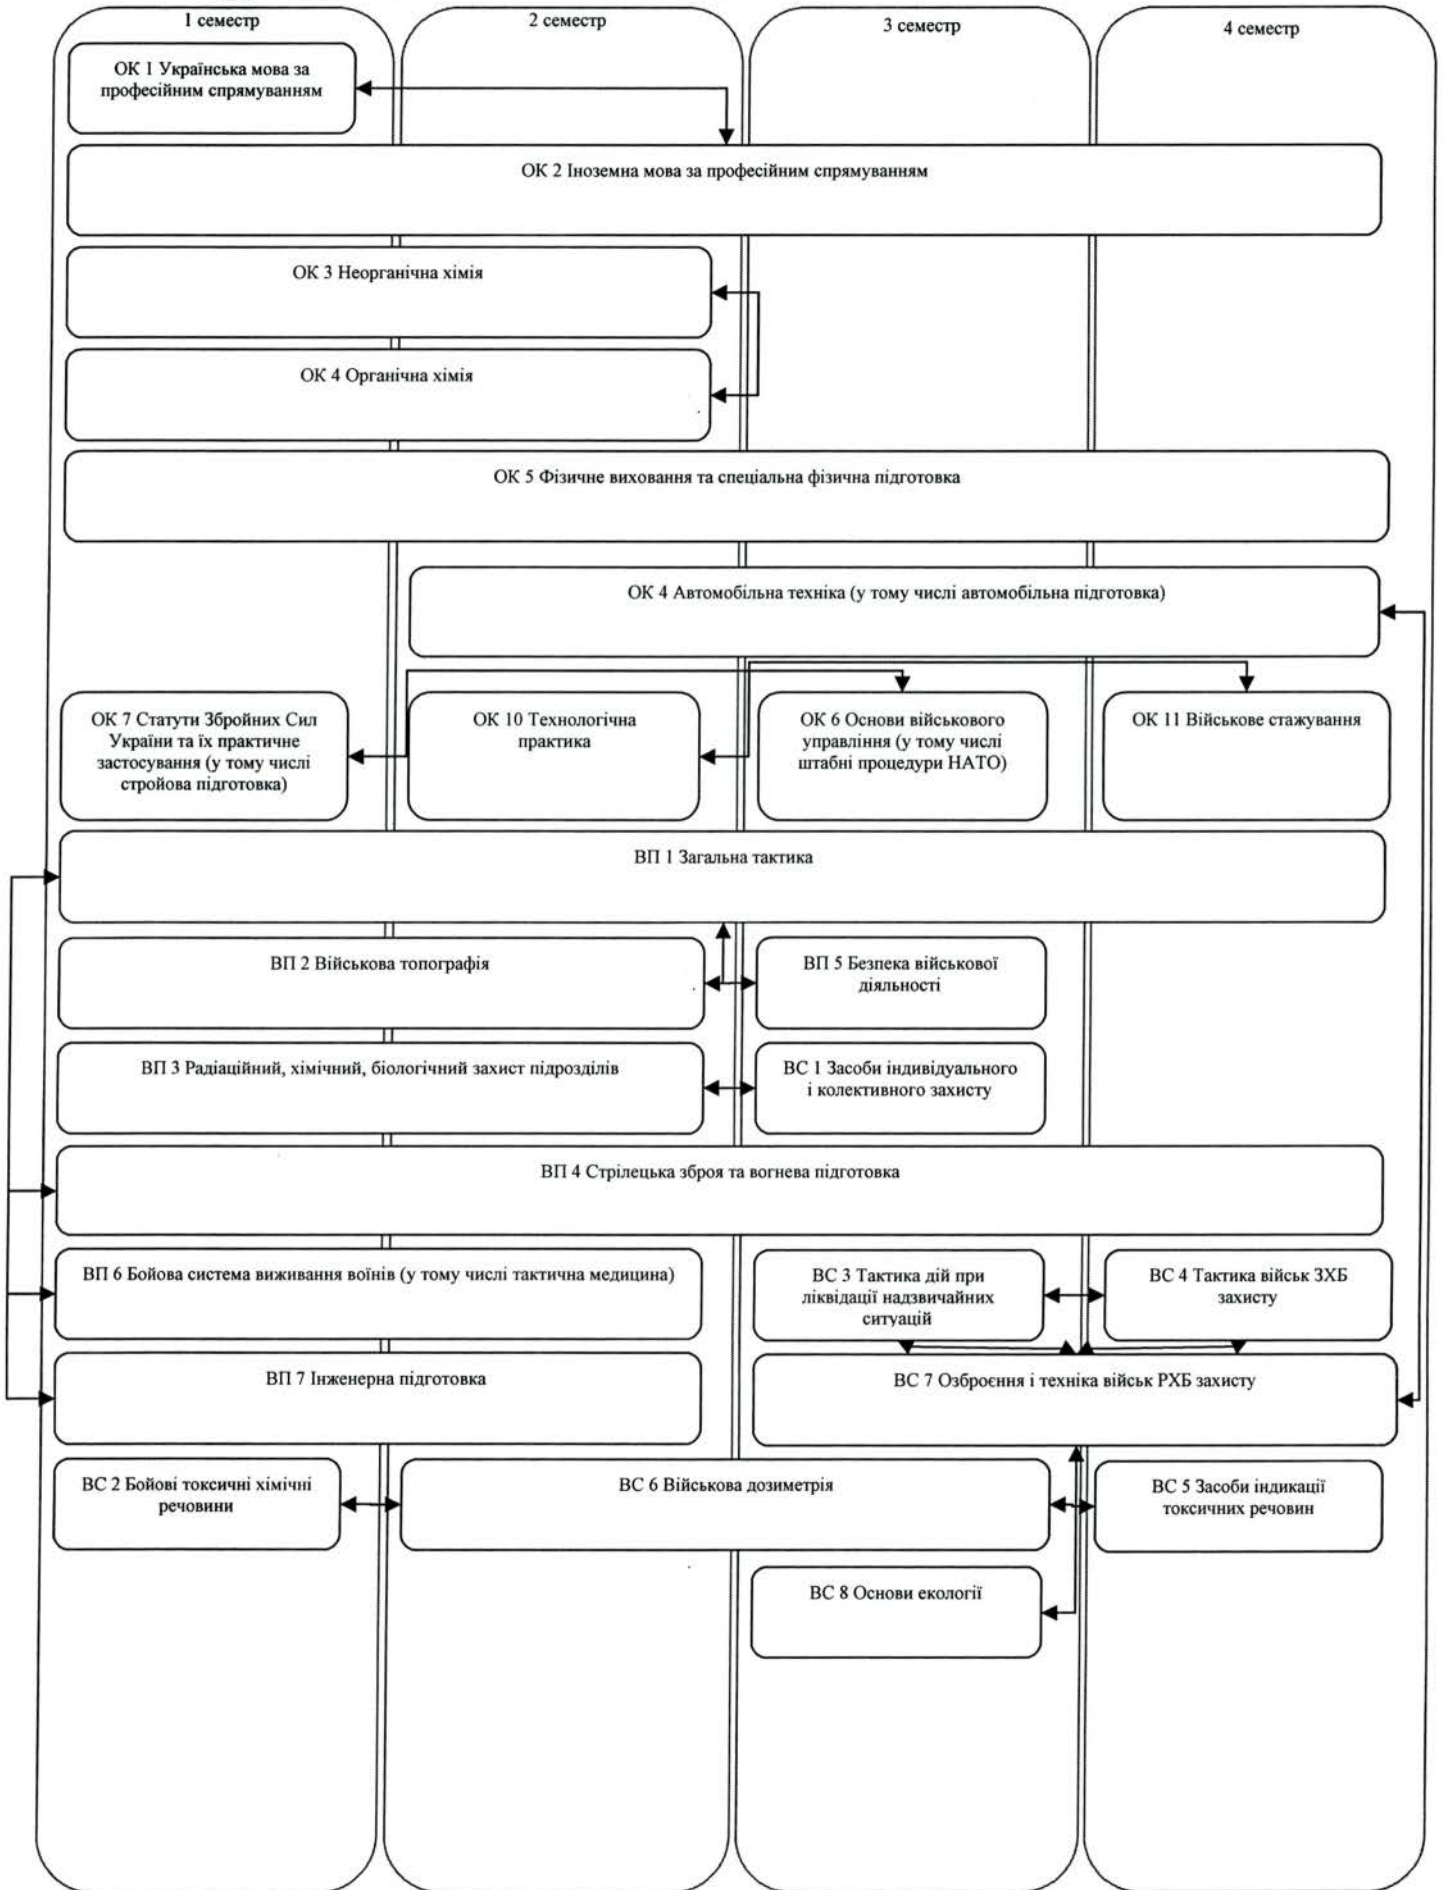 1 семестр
2 семестр
3 семестр
4 семестр
ОК 1 Українська мова за
професійним спрямуванням
ОК 2 Іноземна мова за професійним спрямуванням
ОК 3 Неорганічна хімія
ОК 4 Органічна хімія
ОК 5 Фізичне виховання та спеціальна фізична підготовка
ОК 4 Автомобільна техніка (у тому числі автомобільна підготовка)
ОК 7 Статути Збройних Сил
України та їх практичне
застосування (у тому числі
стройова підготовка)
ОК 10 Технологічна
практика
ОК 6 Основи військового
управління (у тому числі
штабні процедури НАТО)
ОК 11 Військове стажування
ВП 1 Загальна тактика
ВП 2 Військова топографія
ВП 5 Безпека військової
діяльності
ВП 3 Радіаційний, хімічний, біологічний захист підрозділів
ВС 1 Засоби індивідуального
і колективного захисту
ВП 4 Стрілецька зброя та вогнева підготовка
ВП 6 Бойова система виживання воїнів (у тому числі тактична медицина)
ВС 3 Тактика дій при
ліквідації надзвичайних
ситуацій
ВС 4 Тактика військ ЗХБ
захисту
ВП 7 Інженерна підготовка
ВС 7 Озброєння і техніка військ РХБ захисту
ВС 2 Бойові токсичні хімічні
речовини
ВС 6 Військова дозиметрія
ВС 5 Засоби індикації
токсичних речовин
ВС 8 Основи екології